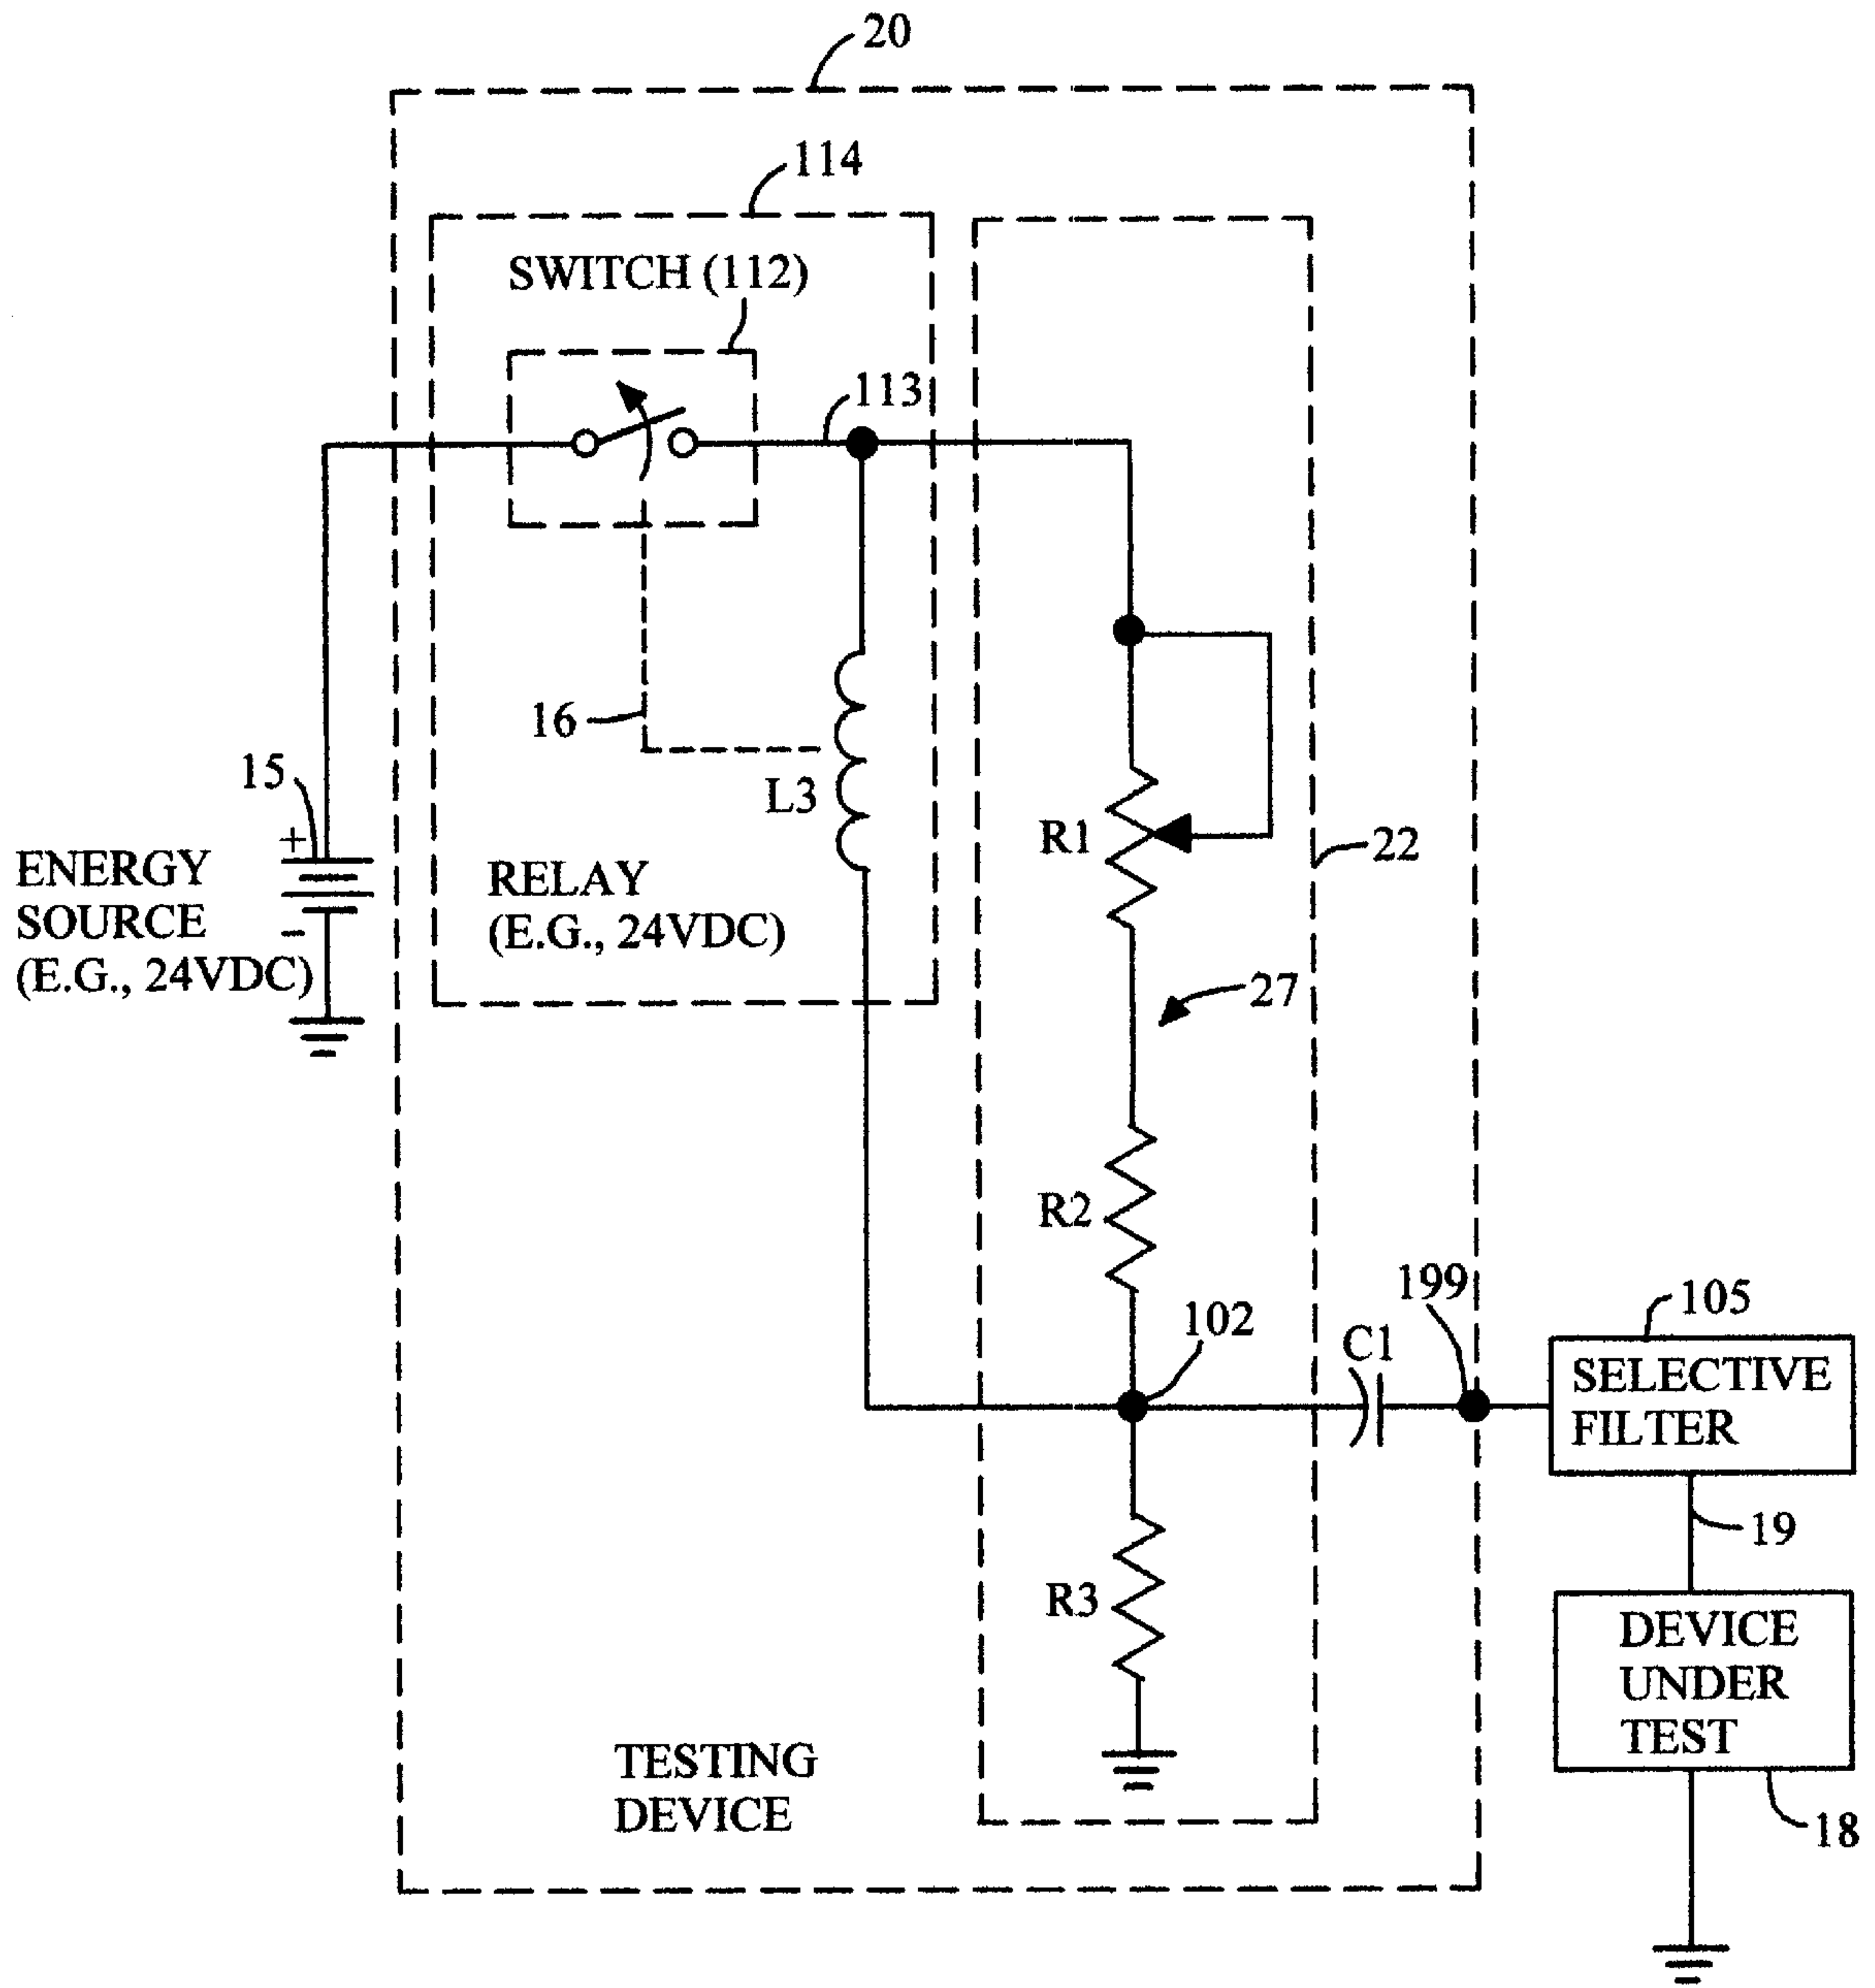 20
114
SWITCH (112)
113
16
L3
15
+
ENERGY
SOURCE
-
(E.G., 24VDC)
RELAY
(E.G., 24VDC)
R1
22
27
R2
199
102
C1
105
SELECTIVE
FILTER
19
R3
DEVICE
UNDER
TEST
TESTING
DEVICE
18